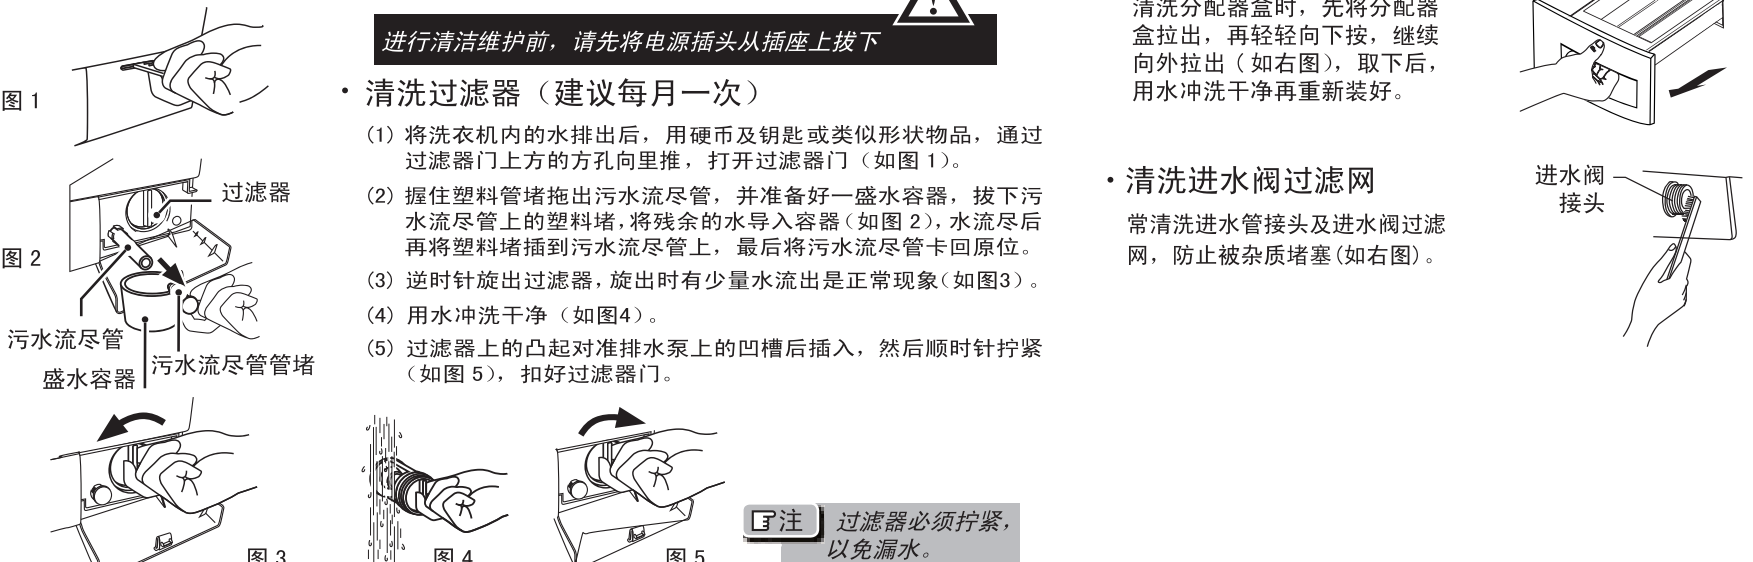 进行清洁维护前，请先将电源插头从插座上拔下
· 清洗过滤器（建议每月一次）
(1) 将洗衣机内的水排出后，用硬币及钥匙或类似形状物品，通过
过滤器门上方的方孔向里推，打开过滤器门（如图 1）。
(2) 握住塑料管堵拖出污水流尽管，并准备好一盛水容器，拔下污
水流尽管上的塑料堵，将残余的水导入容器（如图 2），水流尽后
再将塑料堵插到污水流尽管上，最后将污水流尽管卡回原位。
(3) 逆时针旋出过滤器，旋出时有少量水流出是正常现象（如图3）。
(4) 用水冲洗干净（如图4）。
(5) 过滤器上的凸起对准排水泵上的凹槽后插入，然后顺时针拧紧
（如图 5），扣好过滤器门。
图 1
过滤器
图 2
污水流尽管
污水流尽管管堵
盛水容器
图 3
图 4
图 5
注
过滤器必须拧紧，
以免漏水。
清洗分配器盒时，先将分配器
盒拉出，再轻轻向下按，继续
向外拉出（如右图），取下后，
用水冲洗干净再重新装好。
· 清洗进水阀过滤网
常清洗进水管接头及进水阀过滤
网，防止被杂质堵塞(如右图)。
进水阀
接头